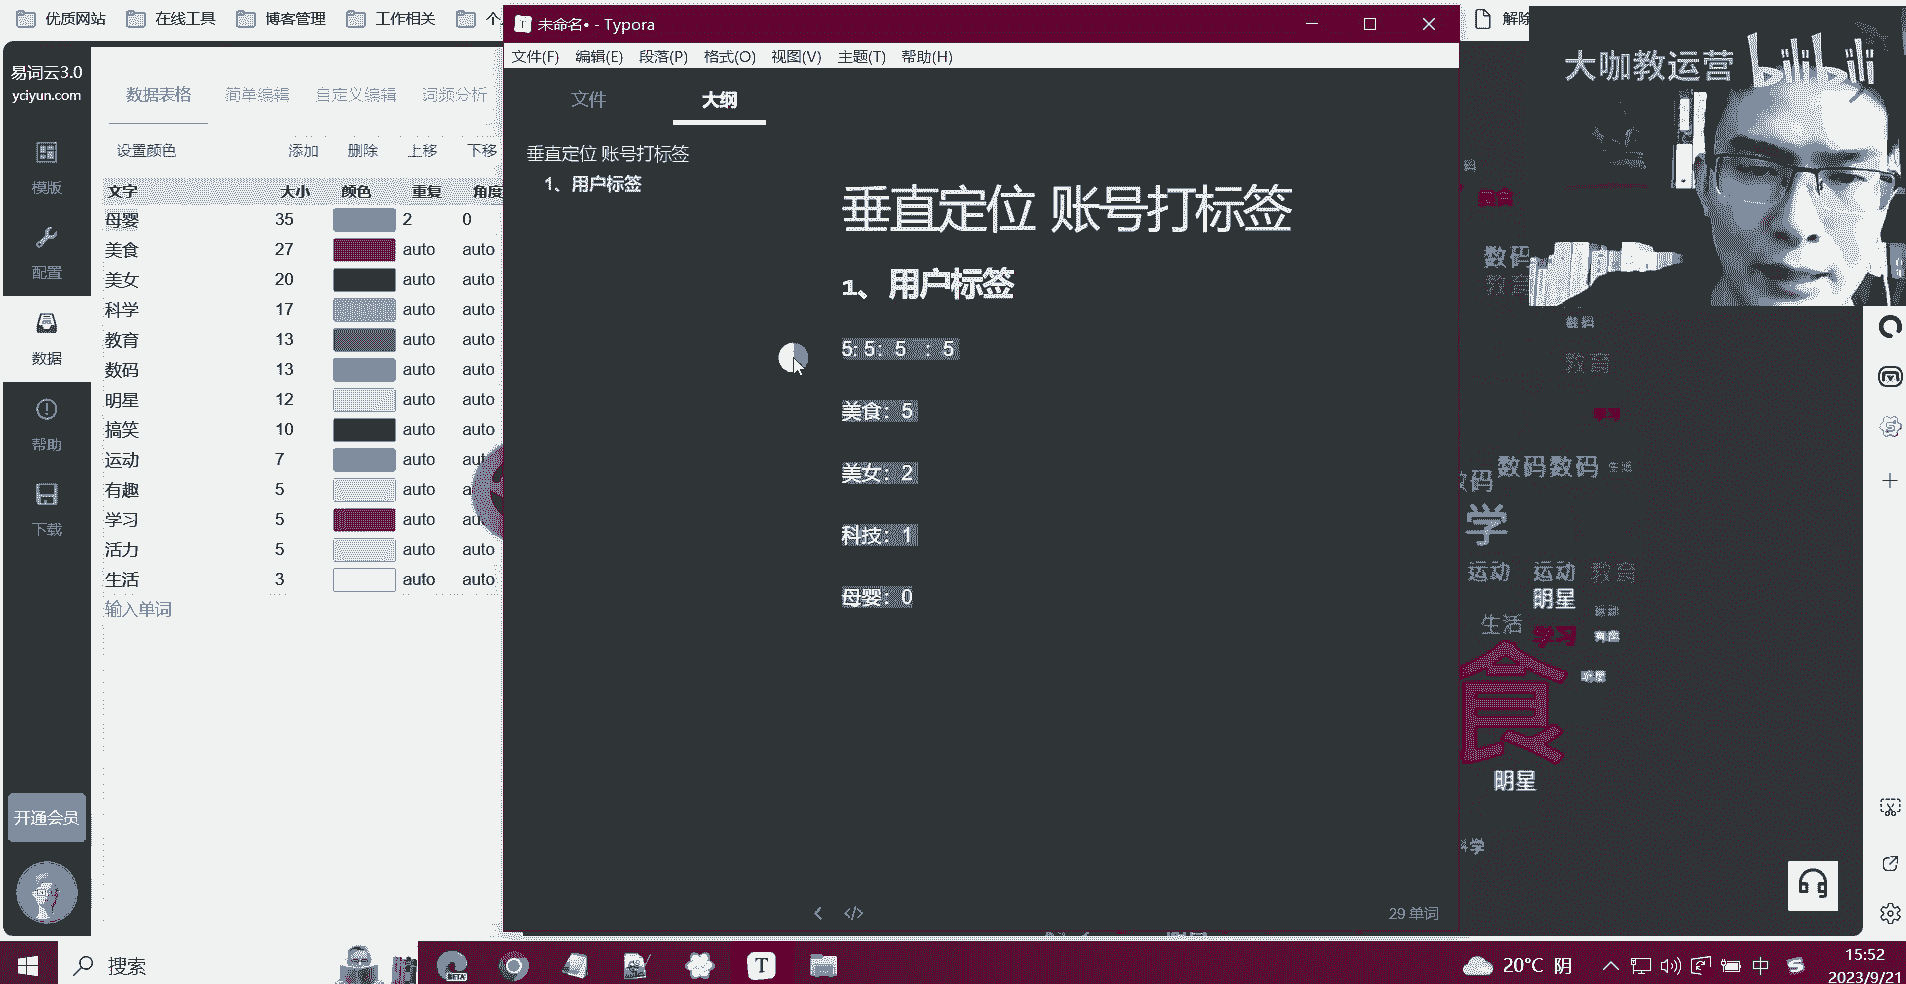 优质网站 在线工具 博客管理 工作相关
未命名• - Typora
解除
文件(F) 编辑(E) 段落(P) 格式(O) 视图(V) 主题(T) 帮助(H)
大咖教运营
bilibili
易词云3.0
yciyun.com
模版
配置
数据
帮助
下载
开通会员
数据表格 简单编辑 自定义编辑 词频分析
设置颜色 添加 删除 上移 下移
文字 大小 颜色 重复 角度
母婴 35 2 0
美食 27 auto auto
美女 20 auto auto
科学 17 auto auto
教育 13 auto auto
数码 13 auto auto
明星 12 auto auto
搞笑 10 auto auto
运动 7 auto
有趣 5 auto
学习 5 auto
活力 5 auto auto
生活 3 auto auto
输入单词
文件 大纲
垂直定位 账号打标签
1、用户标签
垂直定位 账号打标签
1、 用户标签
5: 5: 5 : 5
美食: 5
美女: 2
科技: 1
母婴: 0
29 单词
数码
教育
数码
教育
学习
数码 数码 生活
学
运动 运动 教育
明星
生活 学习
食
明星
搜索
BETA
20°C 阴
中
15:52
2023/9/21